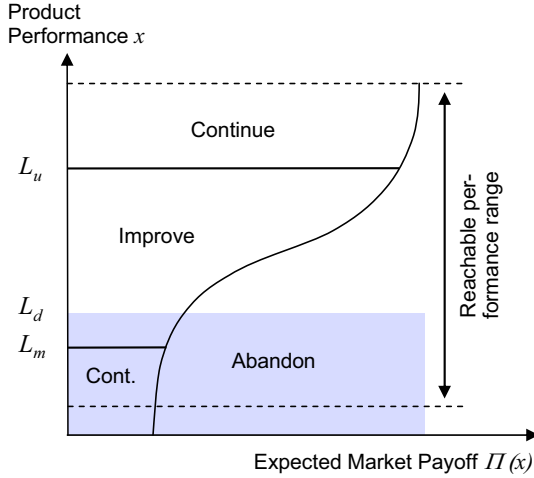 Product
Performance x
Continue
L_u
Improve
Reachable per-
formance range
L_d
L_m
Abandon
Cont.
Expected Market Payoff Π(x)